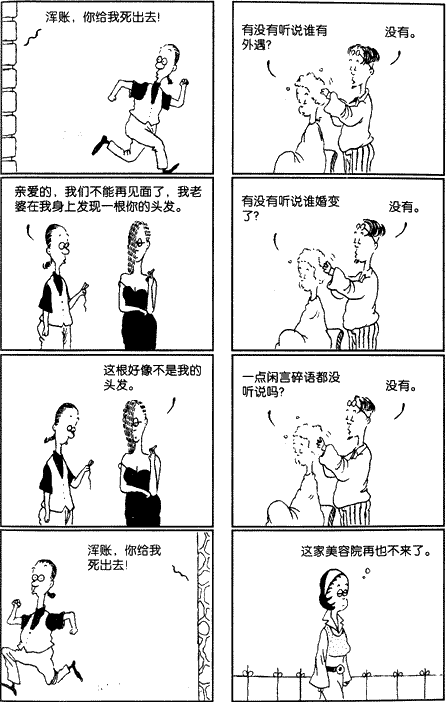 浑账，你给我死出去！
亲爱的，我们不能再见面了，我老
婆在我身上发现一根你的头发。
这根好像不是我的
头发。
浑账，你给我
死出去！
有没有听说谁有
外遇？
没有。
有没有听说谁婚变
了？
没有。
一点闲言碎语都没
听说吗？
没有。
这家美容院再也不来了。